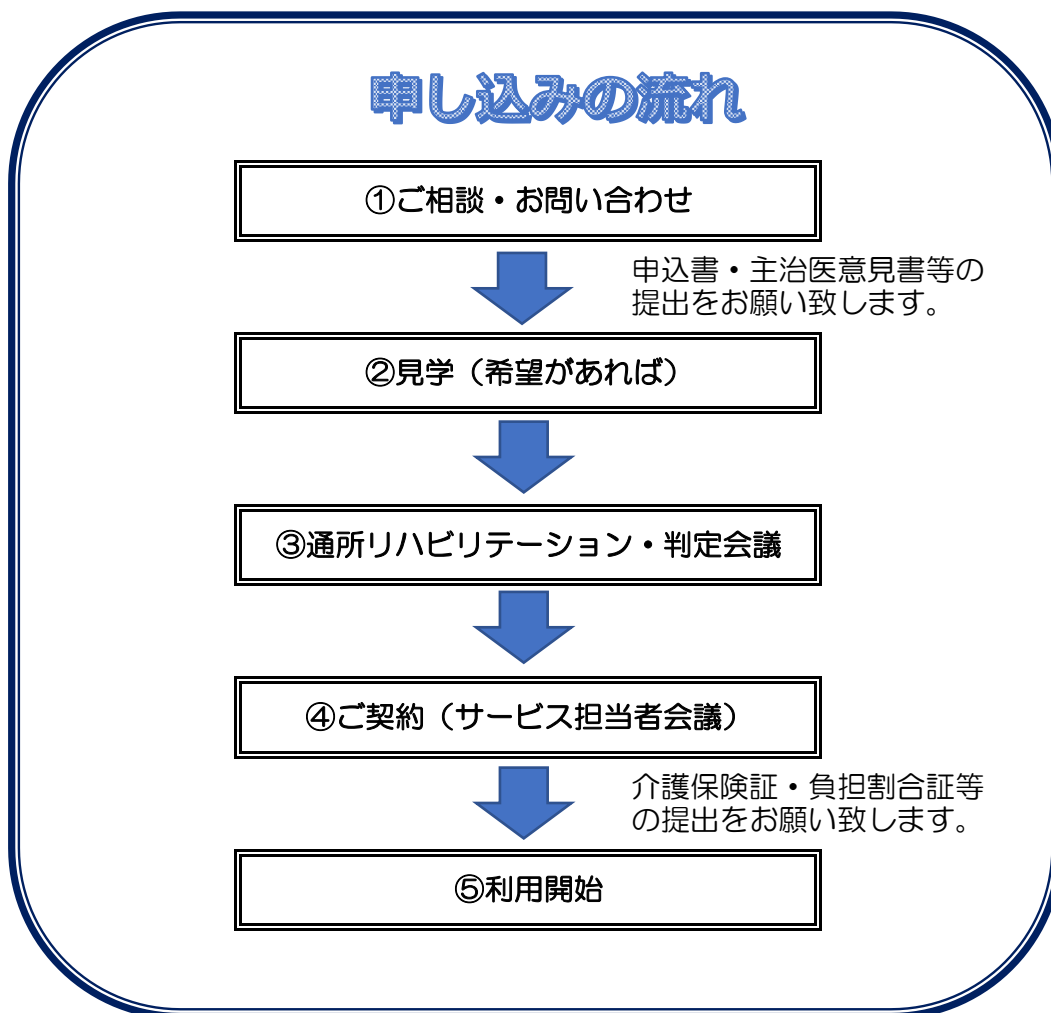 申し込みの流れ
①ご相談・お問い合わせ
申込書・主治医意見書等の
提出をお願い致します。
②見学（希望があれば）
③通所リハビリテーション・判定会議
④ご契約（サービス担当者会議）
介護保険証・負担割合証等
の提出をお願い致します。
⑤利用開始